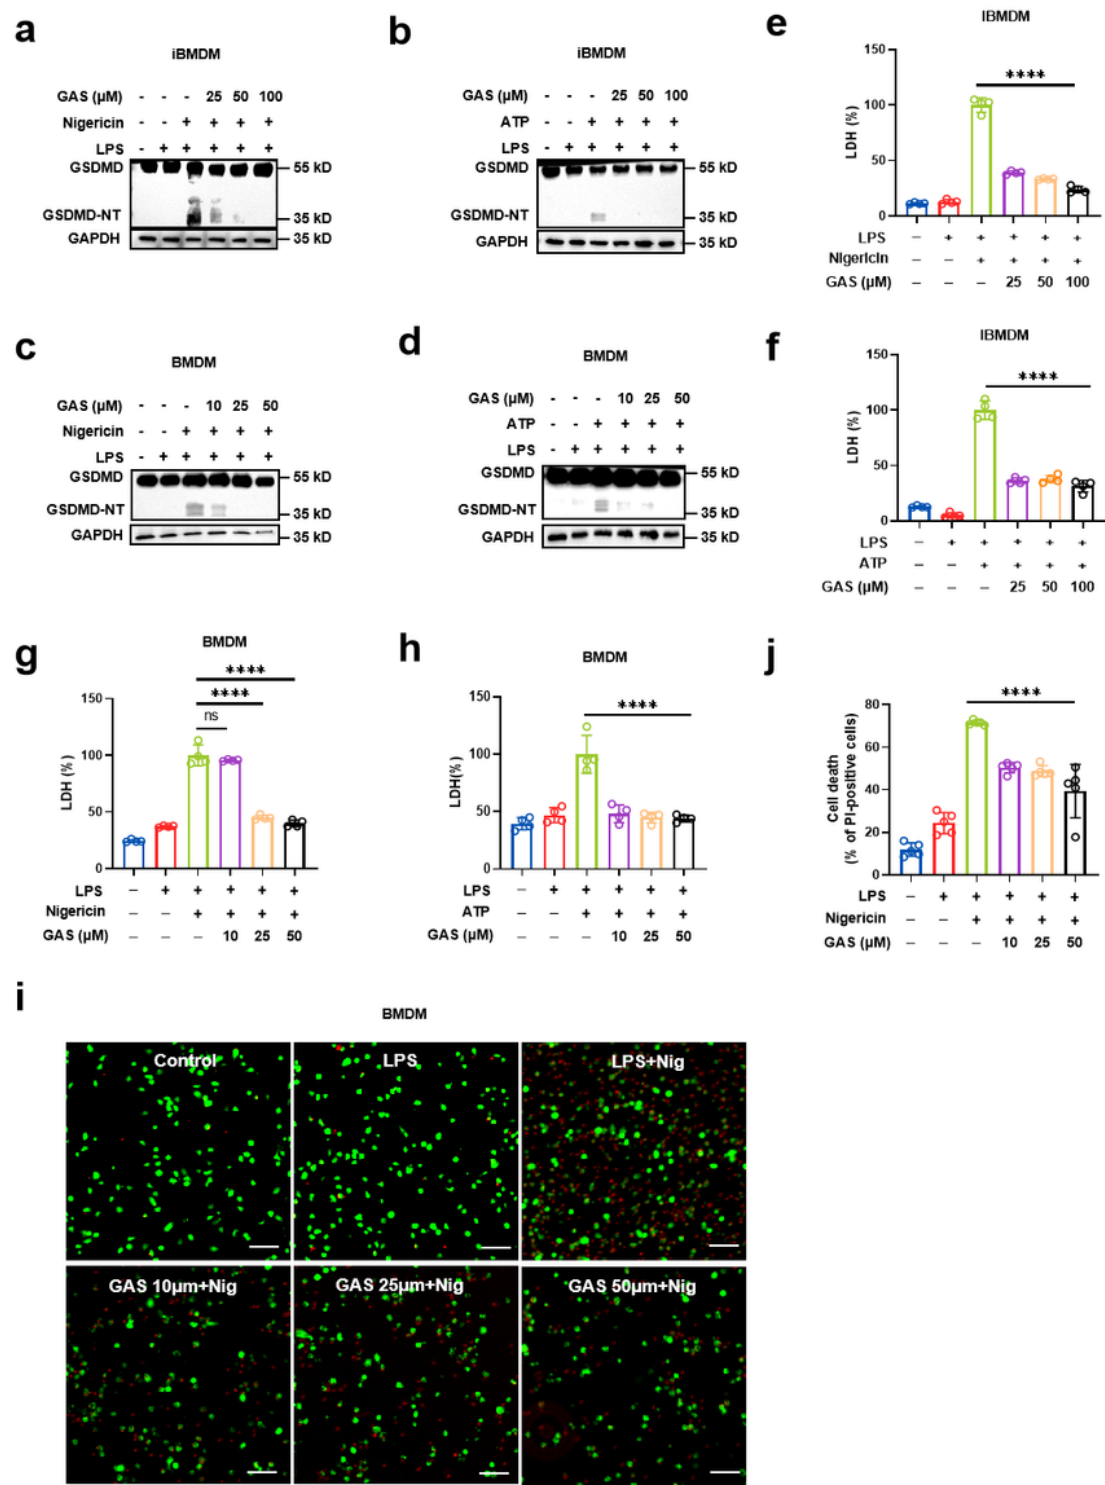 a
iBMDM
GAS (μM) - - - 25 50 100
Nigericin - - + + + +
LPS - + + + + +
GSDMD
55 kD
GSDMD-NT
35 kD
GAPDH
35 kD
b
iBMDM
GAS (μM) - - - 25 50 100
ATP - - + + + +
LPS - + + + + +
GSDMD
55 kD
GSDMD-NT
35 kD
GAPDH
35 kD
e
IBMDM
LDH (%)
150
100
50
0
****
LPS − + + + + +
Nigericin − − + + + +
GAS (μM) − − − 25 50 100
c
BMDM
GAS (μM) - - - 10 25 50
Nigericin - - + + + +
LPS - + + + + +
GSDMD
55 kD
GSDMD-NT
35 kD
GAPDH
35 kD
d
BMDM
GAS (μM) - - - 10 25 50
ATP - - + + + +
LPS - + + + + +
GSDMD
55 kD
GSDMD-NT
35 kD
GAPDH
35 kD
f
IBMDM
LDH (%)
150
100
50
0
****
LPS − + + + + +
ATP − − + + + +
GAS (μM) − − − 25 50 100
g
BMDM
LDH (%)
150
100
50
0
****
****
ns
LPS − + + + + +
Nigericin − − + + + +
GAS (μM) − − − 10 25 50
h
BMDM
LDH(%)
150
100
50
0
****
LPS − + + + + +
ATP − − + + + +
GAS (μM) − − − 10 25 50
j
Cell death
(% of PI-positive cells)
80
60
40
20
0
****
LPS − + + + + +
Nigericin − − + + + +
GAS (μM) − − − 10 25 50
i
BMDM
Control
LPS
LPS+Nig
GAS 10μm+Nig
GAS 25μm+Nig
GAS 50μm+Nig